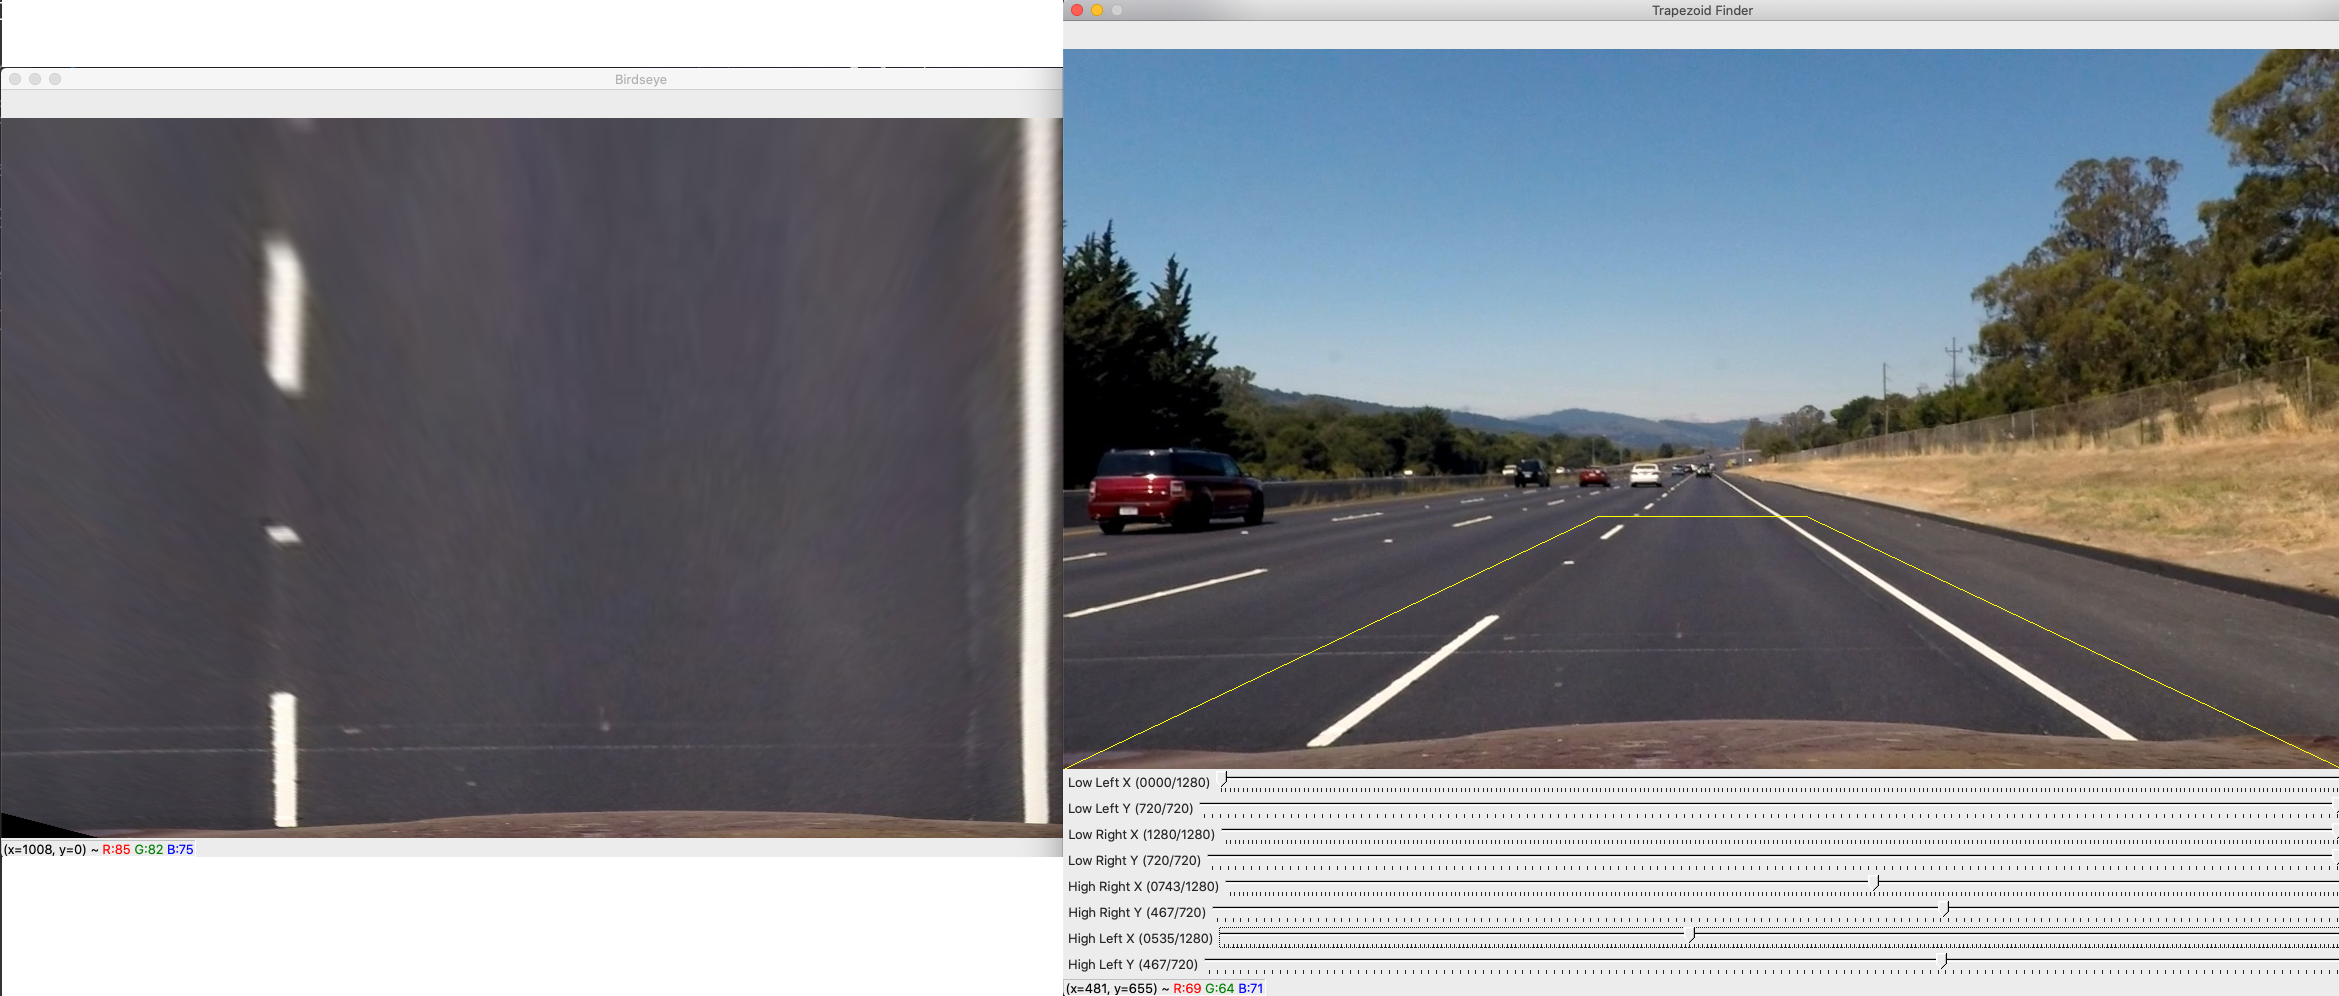 Birdseye
(x=1008, y=0) ~ R:85 G:82 B:75
Trapezoid Finder
Low Left X (0000/1280)
Low Left Y (720/720)
Low Right X (1280/1280)
Low Right Y (720/720)
High Right X (0743/1280)
High Right Y (467/720)
High Left X (0535/1280)
High Left Y (467/720)
(x=481, y=655) ~ R:69 G:64 B:71